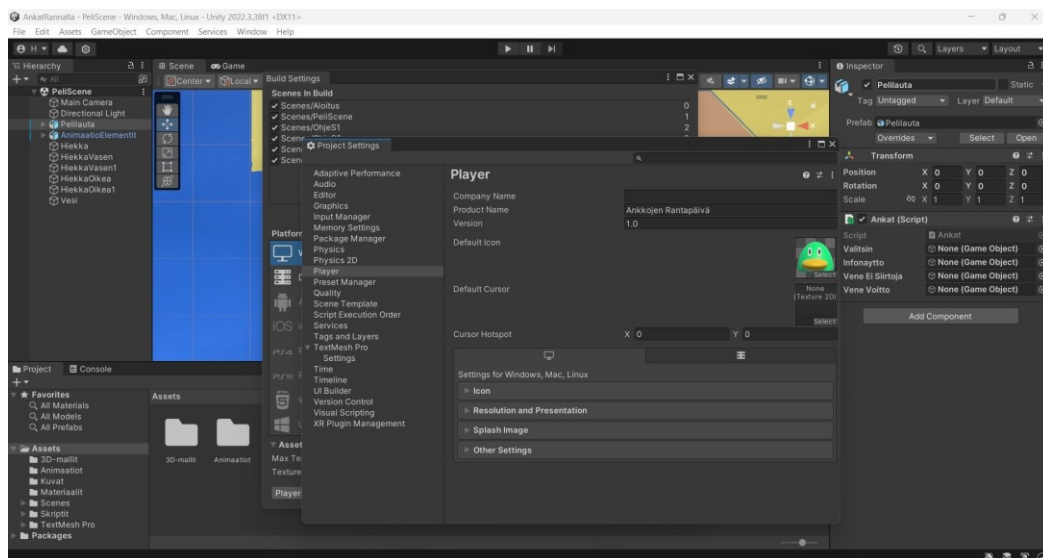 AnkatRannalla - PeliScene - Windows, Mac, Linux - Unity 2022.3.38f1 <DX11>
File Edit Assets GameObject Component Services Window Help
H
Layers
Layout
Hierarchy
All
PeliScene
Main Camera
Directional Light
Pelilauta
AnimaatioElementit
Hiekka
HiekkaVasen
HiekkaVasen1
HiekkaOikea
HiekkaOikea1
Vesi
Scene
Game
Center
Local
Build Settings
Scenes In Build
Scenes/Aloitus 0
Scenes/PeliScene 1
Scenes/OhjeS1 2
Platform
iOS
Asset
Max Te
Texture
Player
Project Settings
Adaptive Performance
Audio
Editor
Graphics
Input Manager
Memory Settings
Package Manager
Physics
Physics 2D
Player
Preset Manager
Quality
Scene Template
Script Execution Order
Services
Tags and Layers
TextMesh Pro
Settings
Time
Timeline
UI Builder
Version Control
Visual Scripting
XR Plugin Management
Player
Company Name
Product Name Ankkojen Rantapäivä
Version 1.0
Default Icon
Select
Default Cursor
None
(Texture 2D)
Select
Cursor Hotspot X 0 Y 0
Settings for Windows, Mac, Linux
Icon
Resolution and Presentation
Splash Image
Other Settings
Inspector
Pelilauta Static
Tag Untagged Layer Default
Prefab Pelilauta
Overrides Select Open
Transform
Position X 0 Y 0 Z 0
Rotation X 0 Y 0 Z 0
Scale X 1 Y 1 Z 1
Ankat (Script)
Script Ankat
Valitsin None (Game Object)
Infonaytto None (Game Object)
Vene Ei Siirtoja None (Game Object)
Vene Voitto None (Game Object)
Add Component
Project
Console
Favorites
All Materials
All Models
All Prefabs
Assets
3D-mallit
Animaatiot
Kuvat
Materiaalit
Scenes
Skriptit
TextMesh Pro
Packages
Assets
3D-mallit
Animaatiot